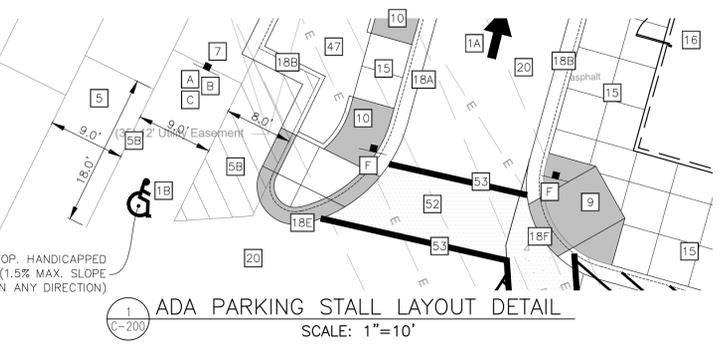 10
16
1A
7
47
18B
20
18B
15
18A
asphalt
A
B
C
5
15
10
8.0'
9.0'
9.0'
(35) 12' Utility Easement
5B
F
18.0'
5B
53
F
1B
52
9
18E
18F
53
15
20
OP. HANDICAPPED
(1.5% MAX. SLOPE
N ANY DIRECTION)
E
E
E
E
E
E
E
1
C-200
ADA PARKING STALL LAYOUT DETAIL
SCALE: 1"=10'